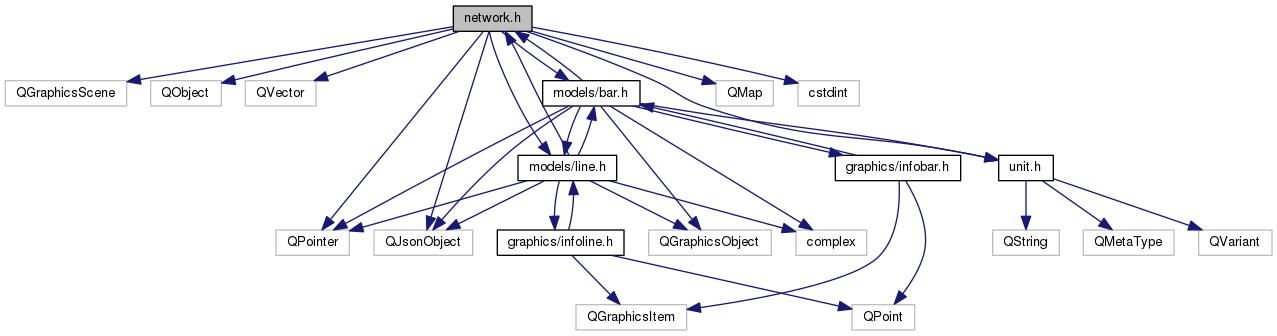 network.h
QGraphicsScene
QObject
QVector
models/bar.h
QMap
cstdint
models/line.h
graphics/infobar.h
unit.h
QPointer
QJsonObject
graphics/infoline.h
QGraphicsObject
complex
QString
QMetaType
QVariant
QGraphicsItem
QPoint